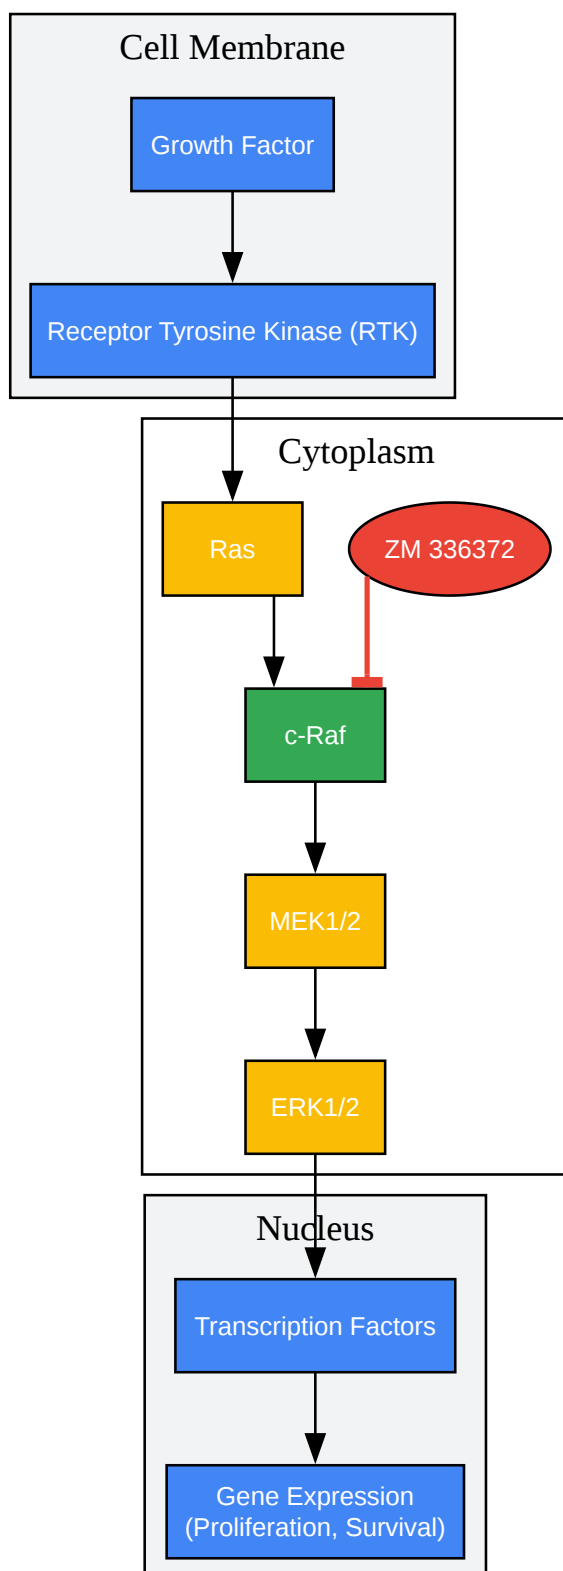 Cell Membrane
Growth Factor
Receptor Tyrosine Kinase (RTK)
Cytoplasm
Ras
ZM 336372
c-Raf
MEK1/2
ERK1/2
Nucleus
Transcription Factors
Gene Expression
(Proliferation, Survival)